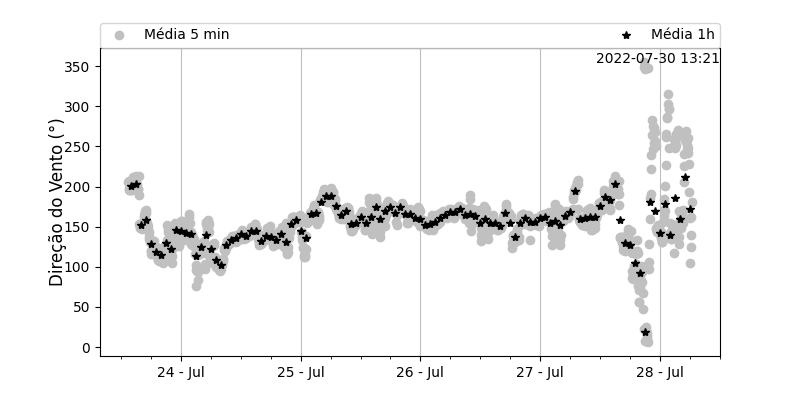 Média 5 min
Média 1h
2022-07-30 13:21
Direção do Vento (°)
350
300
250
200
150
100
50
0
24 - Jul
25 - Jul
26 - Jul
27 - Jul
28 - Jul